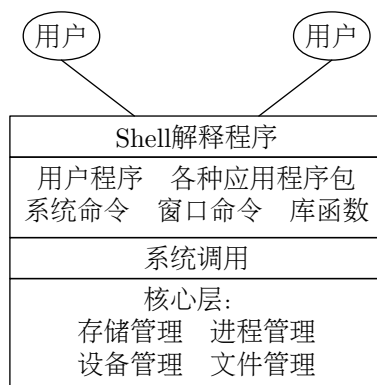 用户 用户
Shell解释程序
用户程序 各种应用程序包
系统命令 窗口命令 库函数
系统调用
核心层:
存储管理 进程管理
设备管理 文件管理